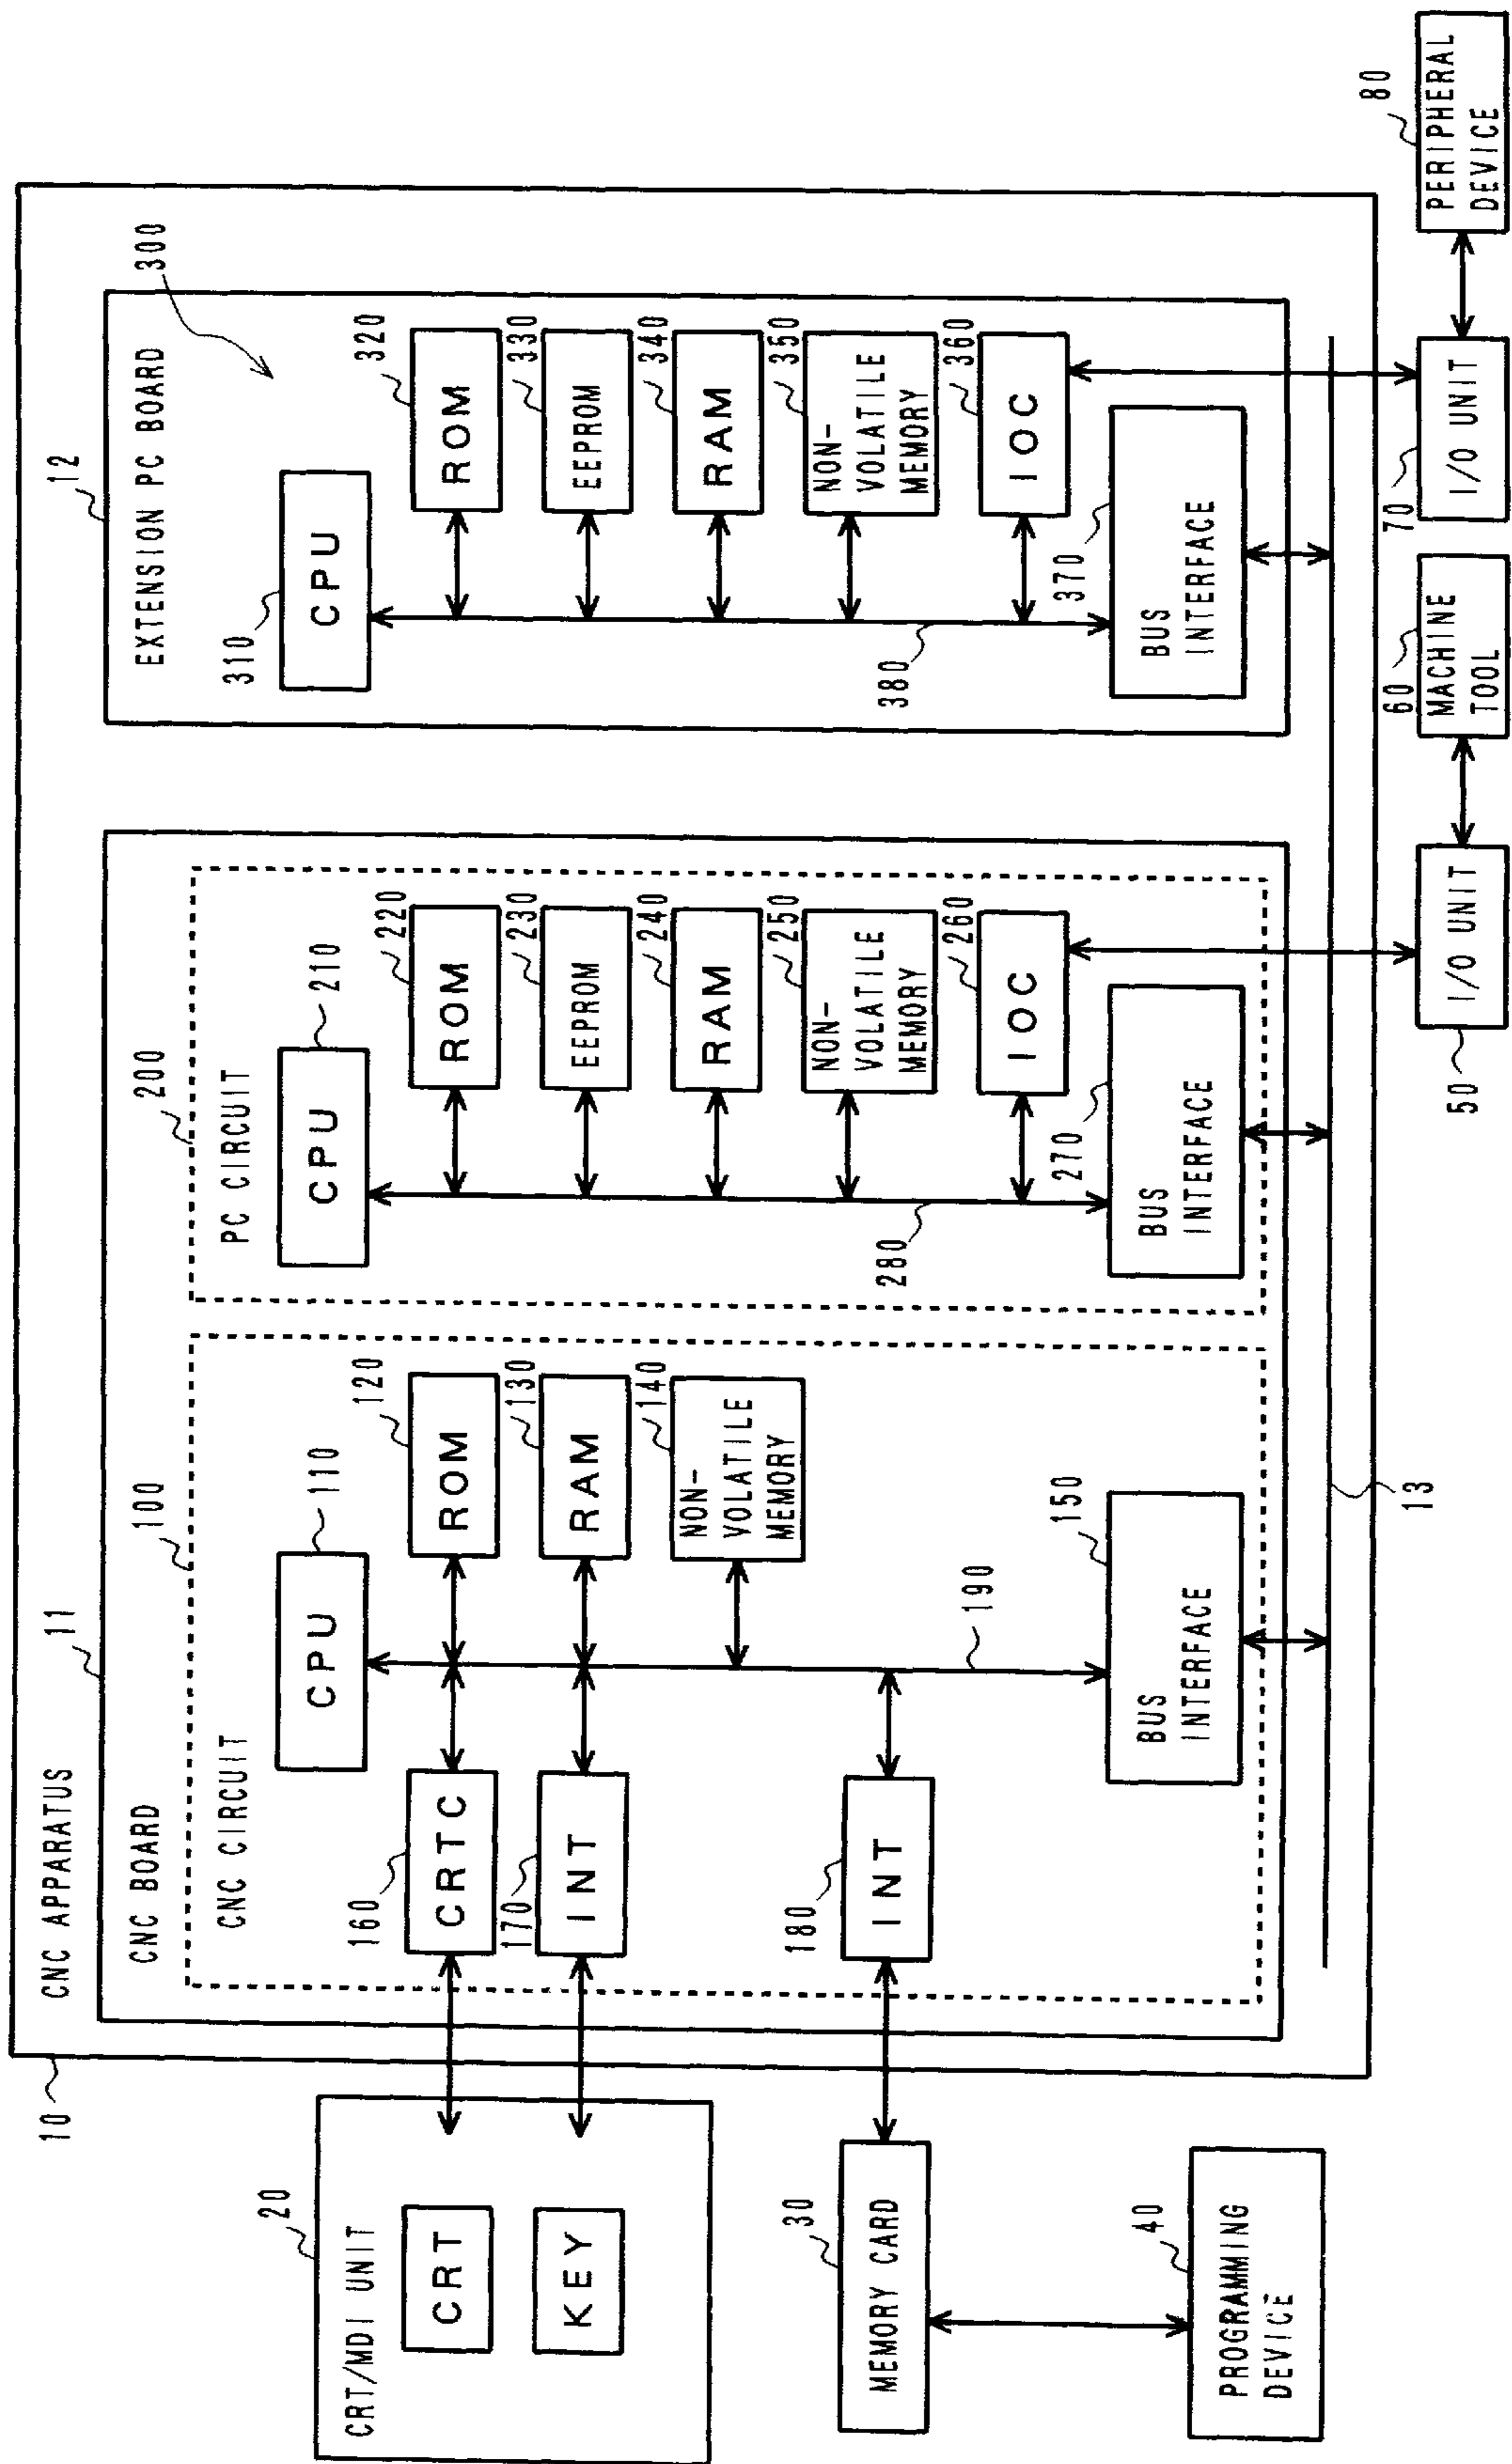 10
CNC APPARATUS
11
CNC BOARD
100
CNC CIRCUIT
110
CPU
160
CRTC
170
INT
180
INT
120
ROM
130
RAM
140
NON-
VOLATILE
MEMORY
190
150
BUS
INTERFACE
200
PC CIRCUIT
210
CPU
220
ROM
230
EEPROM
240
RAM
250
NON-
VOLATILE
MEMORY
260
IOC
280
270
BUS
INTERFACE
12
EXTENSION PC BOARD
300
310
CPU
320
ROM
330
EEPROM
340
RAM
350
NON-
VOLATILE
MEMORY
360
IOC
380
370
BUS
INTERFACE
13
20
CRT/MDI UNIT
CRT
KEY
30
MEMORY CARD
40
PROGRAMMING
DEVICE
50
I/O UNIT
60
MACHINE
TOOL
70
I/O UNIT
80
PERIPHERAL
DEVICE